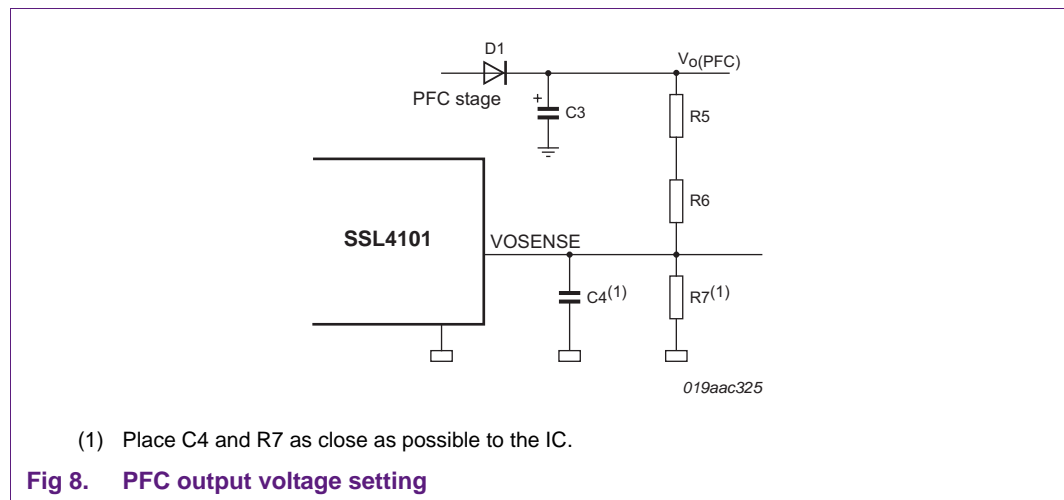 D1
Vo(PFC)
PFC stage
+
C3
R5
R6
SSL4101
VOSENSE
C4(1)
R7(1)
019aac325
(1) Place C4 and R7 as close as possible to the IC.
Fig 8. PFC output voltage setting